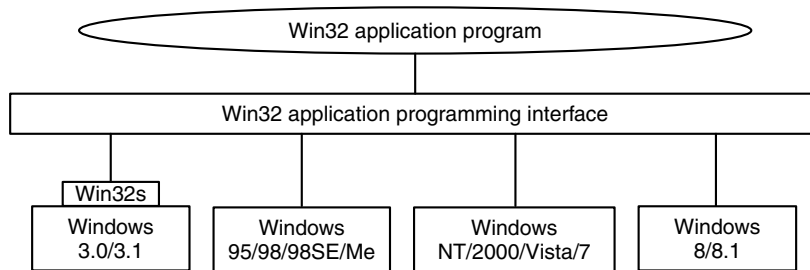 Win32 application program
Win32 application programming interface
Win32s
Windows
3.0/3.1
Windows
95/98/98SE/Me
Windows
NT/2000/Vista/7
Windows
8/8.1